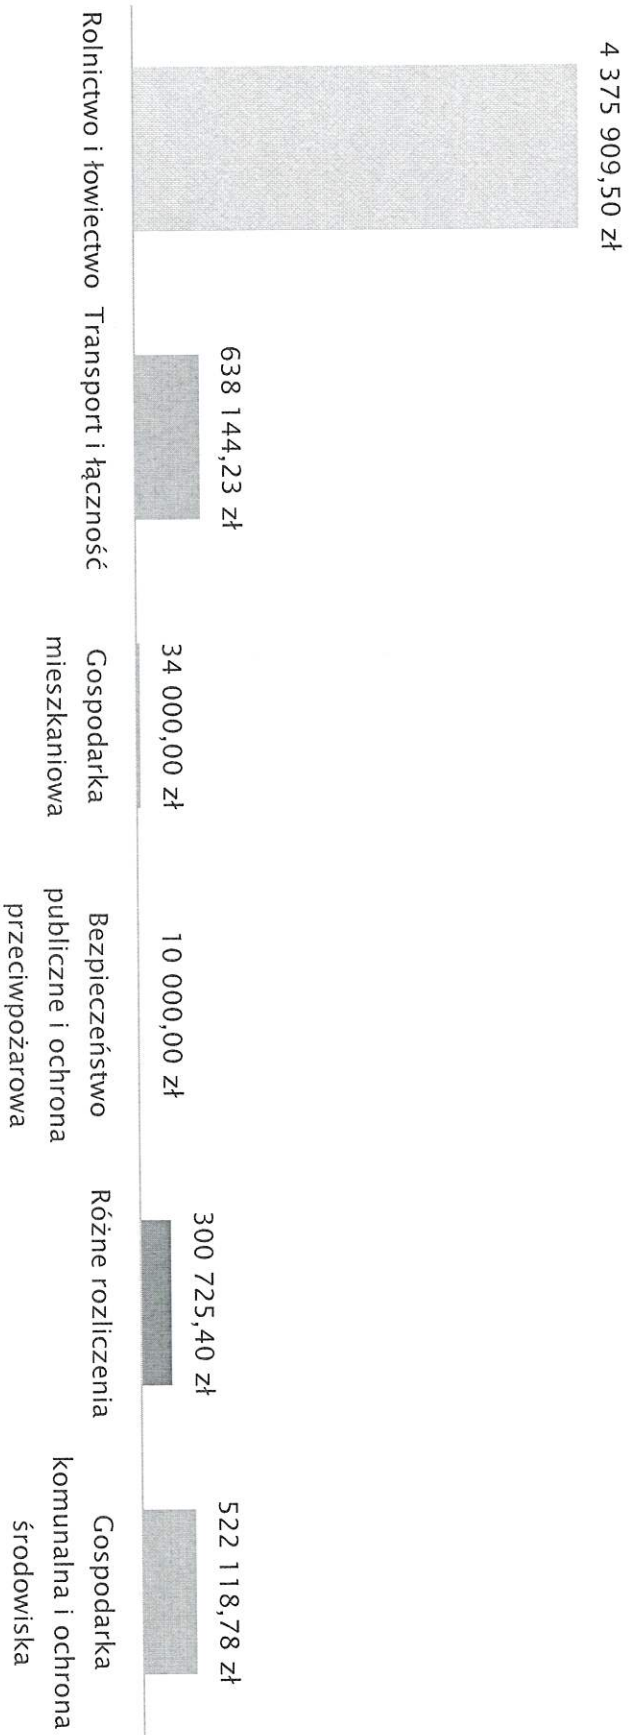 4 375 909,50 zł
638 144,23 zł
34 000,00 zł
10 000,00 zł
300 725,40 zł
522 118,78 zł
Rolnictwo i łowiectwo
Transport i łączność
Gospodarka
mieszkaniowa
Bezpieczeństwo
publiczne i ochrona
przeciwpożarowa
Różne rozliczenia
Gospodarka
komunalna i ochrona
środowiska